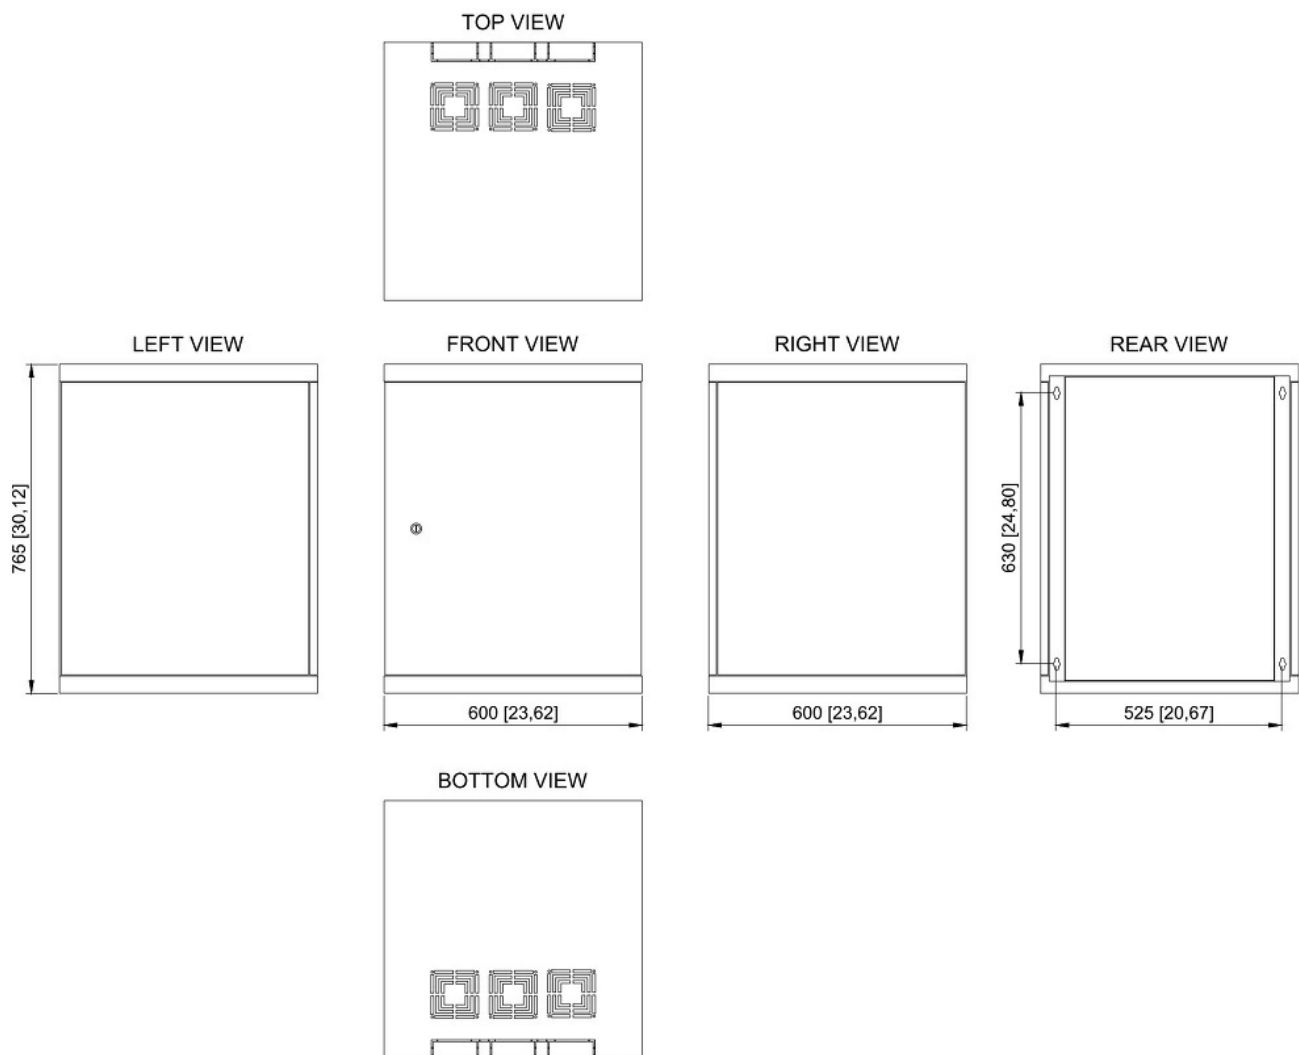 TOP VIEW
LEFT VIEW
FRONT VIEW
RIGHT VIEW
REAR VIEW
765 [30,12]
630 [24,80]
600 [23,62]
600 [23,62]
525 [20,67]
BOTTOM VIEW